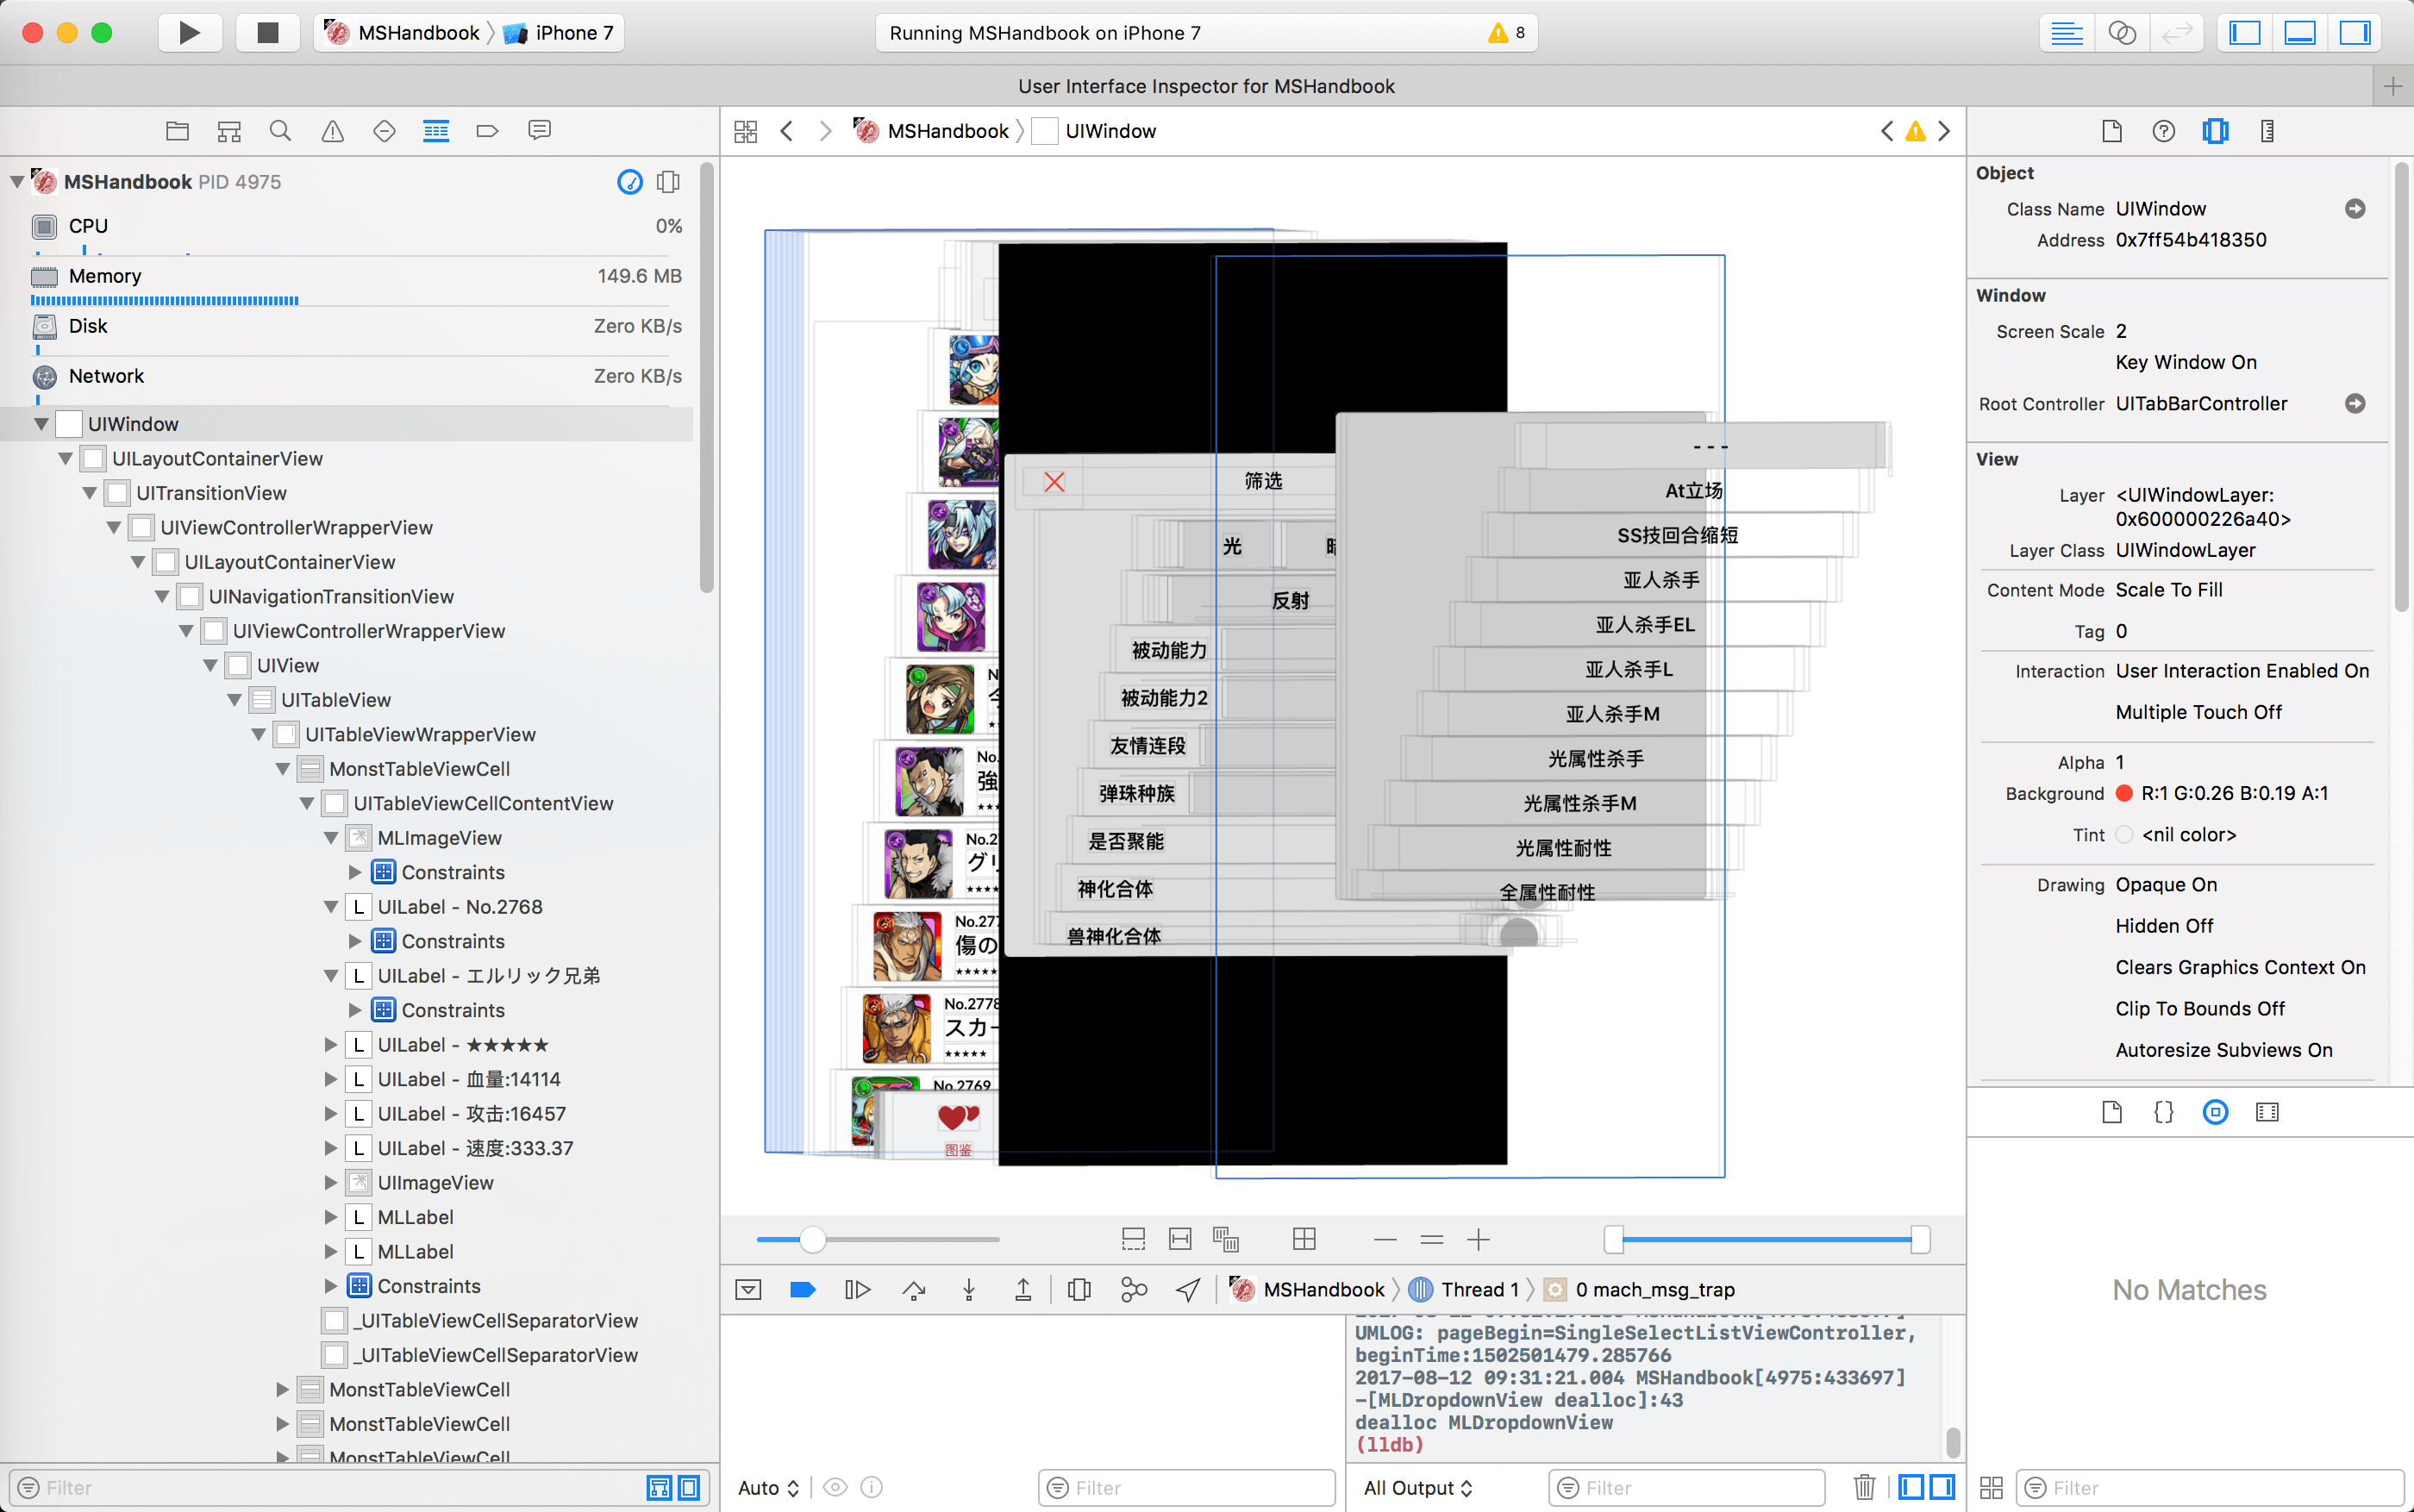 MSHandbook
iPhone 7
Running MSHandbook on iPhone 7
8
User Interface Inspector for MSHandbook
MSHandbook PID 4975
CPU 0%
Memory 149.6 MB
Disk Zero KB/s
Network Zero KB/s
UIWindow
UILayoutContainerView
UITransitionView
UIViewControllerWrapperView
UILayoutContainerView
UINavigationTransitionView
UIViewControllerWrapperView
UIView
UITableView
UITableViewWrapperView
MonstTableViewCell
UITableViewCellContentView
MLImageView
Constraints
L UILabel - No.2768
Constraints
L UILabel - エルリック兄弟
Constraints
L UILabel - ★★★★★
L UILabel - 血量:14114
L UILabel - 攻击:16457
L UILabel - 速度:333.37
UIImageView
L MLLabel
L MLLabel
Constraints
_UITableViewCellSeparatorView
_UITableViewCellSeparatorView
MonstTableViewCell
MonstTableViewCell
MonstTableViewCell
Filter
MSHandbook
UIWindow
No.
強
★★
No.2
グリ
★★★★
No.277
傷の
★★★★★
No.2778
スカー
★★★★★
No.2769
图鉴
筛选
光
反射
被动能力
被动能力2
友情连段
弹珠种族
是否聚能
神化合体
兽神化合体
---
At立场
SS技回合缩短
亚人杀手
亚人杀手EL
亚人杀手L
亚人杀手M
光属性杀手
光属性杀手M
光属性耐性
全属性耐性
MSHandbook
Thread 1
0 mach_msg_trap
UMLOG: pageBegin=SingleSelectListViewController,
beginTime:1502501479.285766
2017-08-12 09:31:21.004 MSHandbook[4975:433697]
-[MLDropdownView dealloc]:43
dealloc MLDropdownView
(lldb)
Auto
Filter
All Output
Filter
Object
Class Name UIWindow
Address 0x7ff54b418350
Window
Screen Scale 2
Key Window On
Root Controller UITabBarController
View
Layer <UIWindowLayer:
0x600000226a40>
Layer Class UIWindowLayer
Content Mode Scale To Fill
Tag 0
Interaction User Interaction Enabled On
Multiple Touch Off
Alpha 1
Background R:1 G:0.26 B:0.19 A:1
Tint <nil color>
Drawing Opaque On
Hidden Off
Clears Graphics Context On
Clip To Bounds Off
Autoresize Subviews On
No Matches
Filter